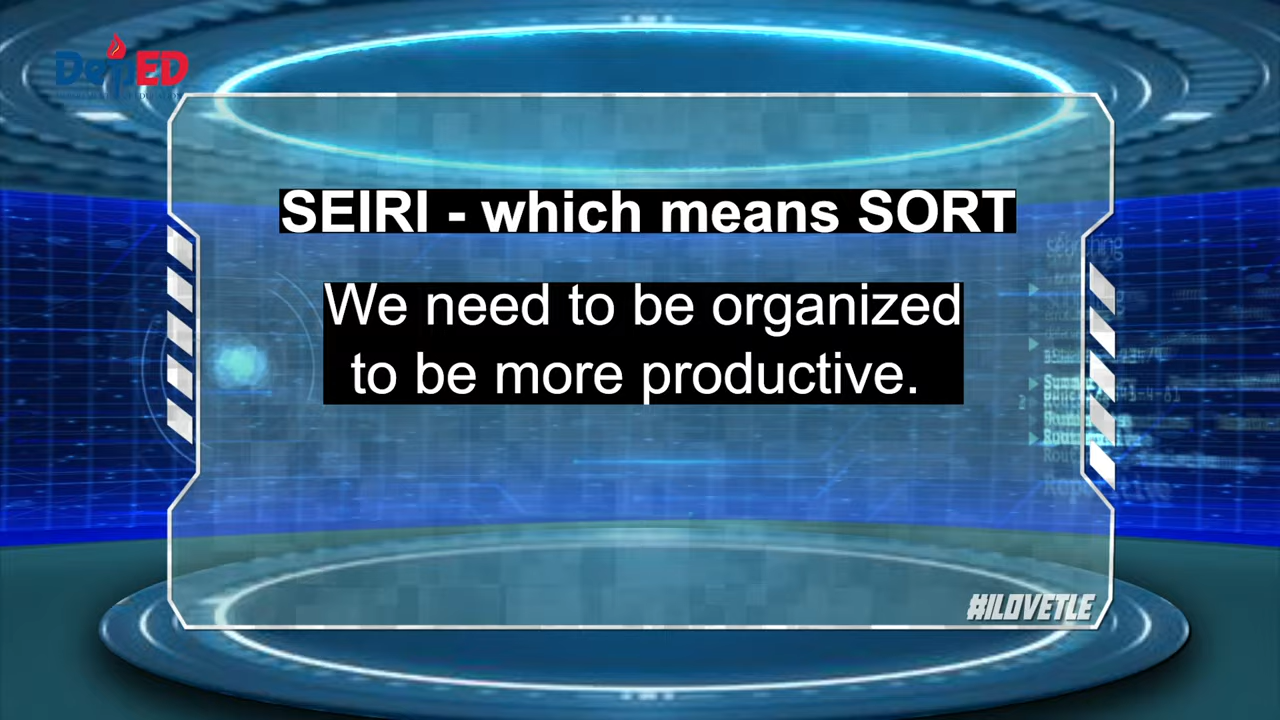 DepED
SEIRI - which means SORT
We need to be organized
to be more productive.
#ILOVETLE